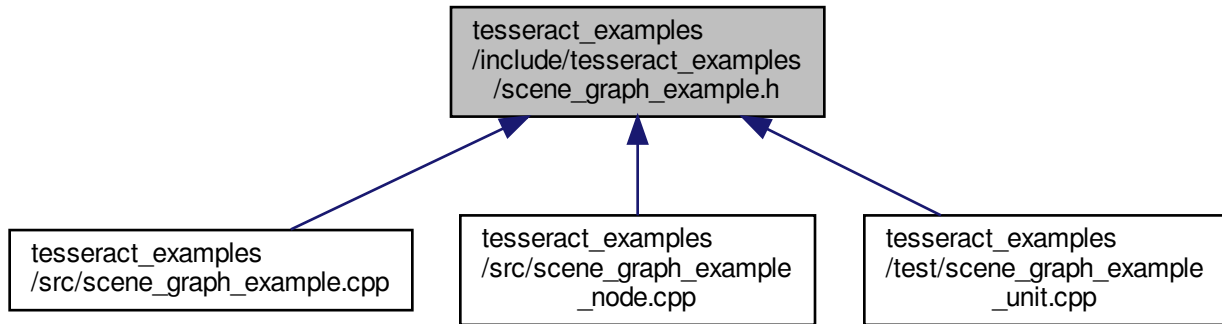 tesseract_examples
/include/tesseract_examples
/scene_graph_example.h
tesseract_examples
/src/scene_graph_example.cpp
tesseract_examples
/src/scene_graph_example
_node.cpp
tesseract_examples
/test/scene_graph_example
_unit.cpp